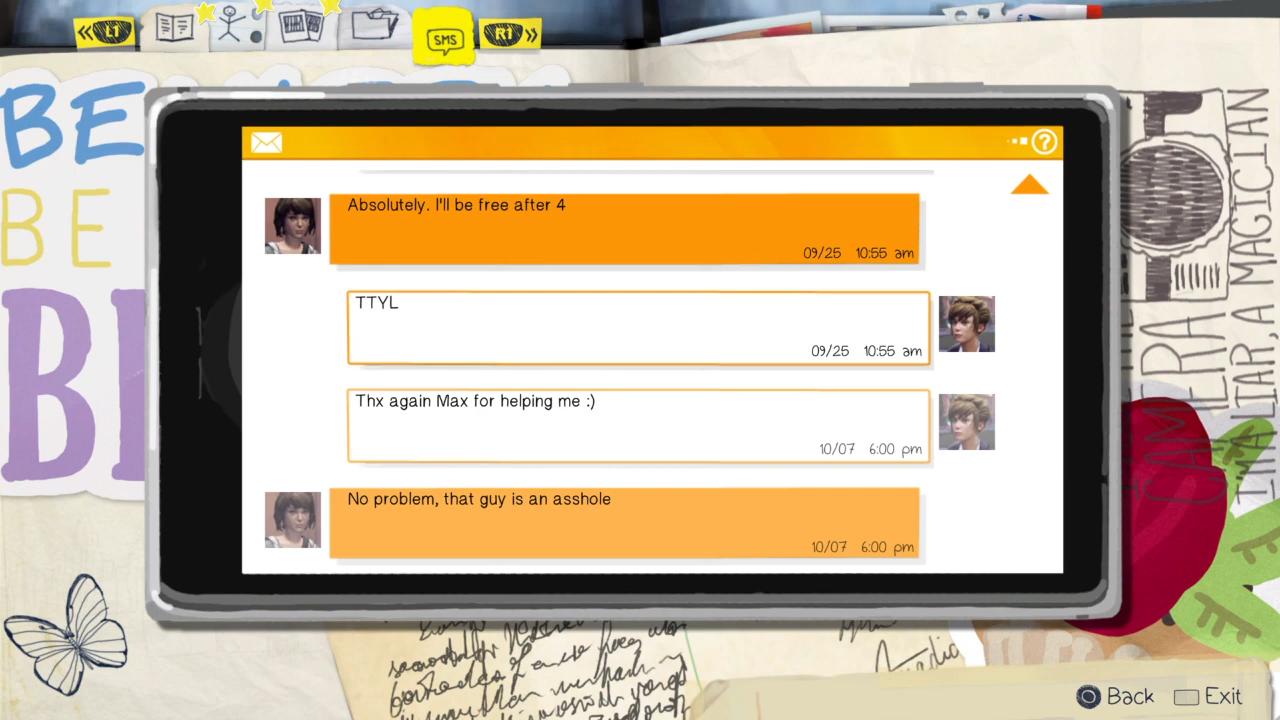 L1
SMS
R1
BE
BE
?
Absolutely. I'll be free after 4
09/25 10:55 am
TTYL
09/25 10:55 am
Thx again Max for helping me :)
10/07 6:00 pm
No problem, that guy is an asshole
10/07 6:00 pm
CAMERA
LIAR, A MAGICIAN
Back
Exit